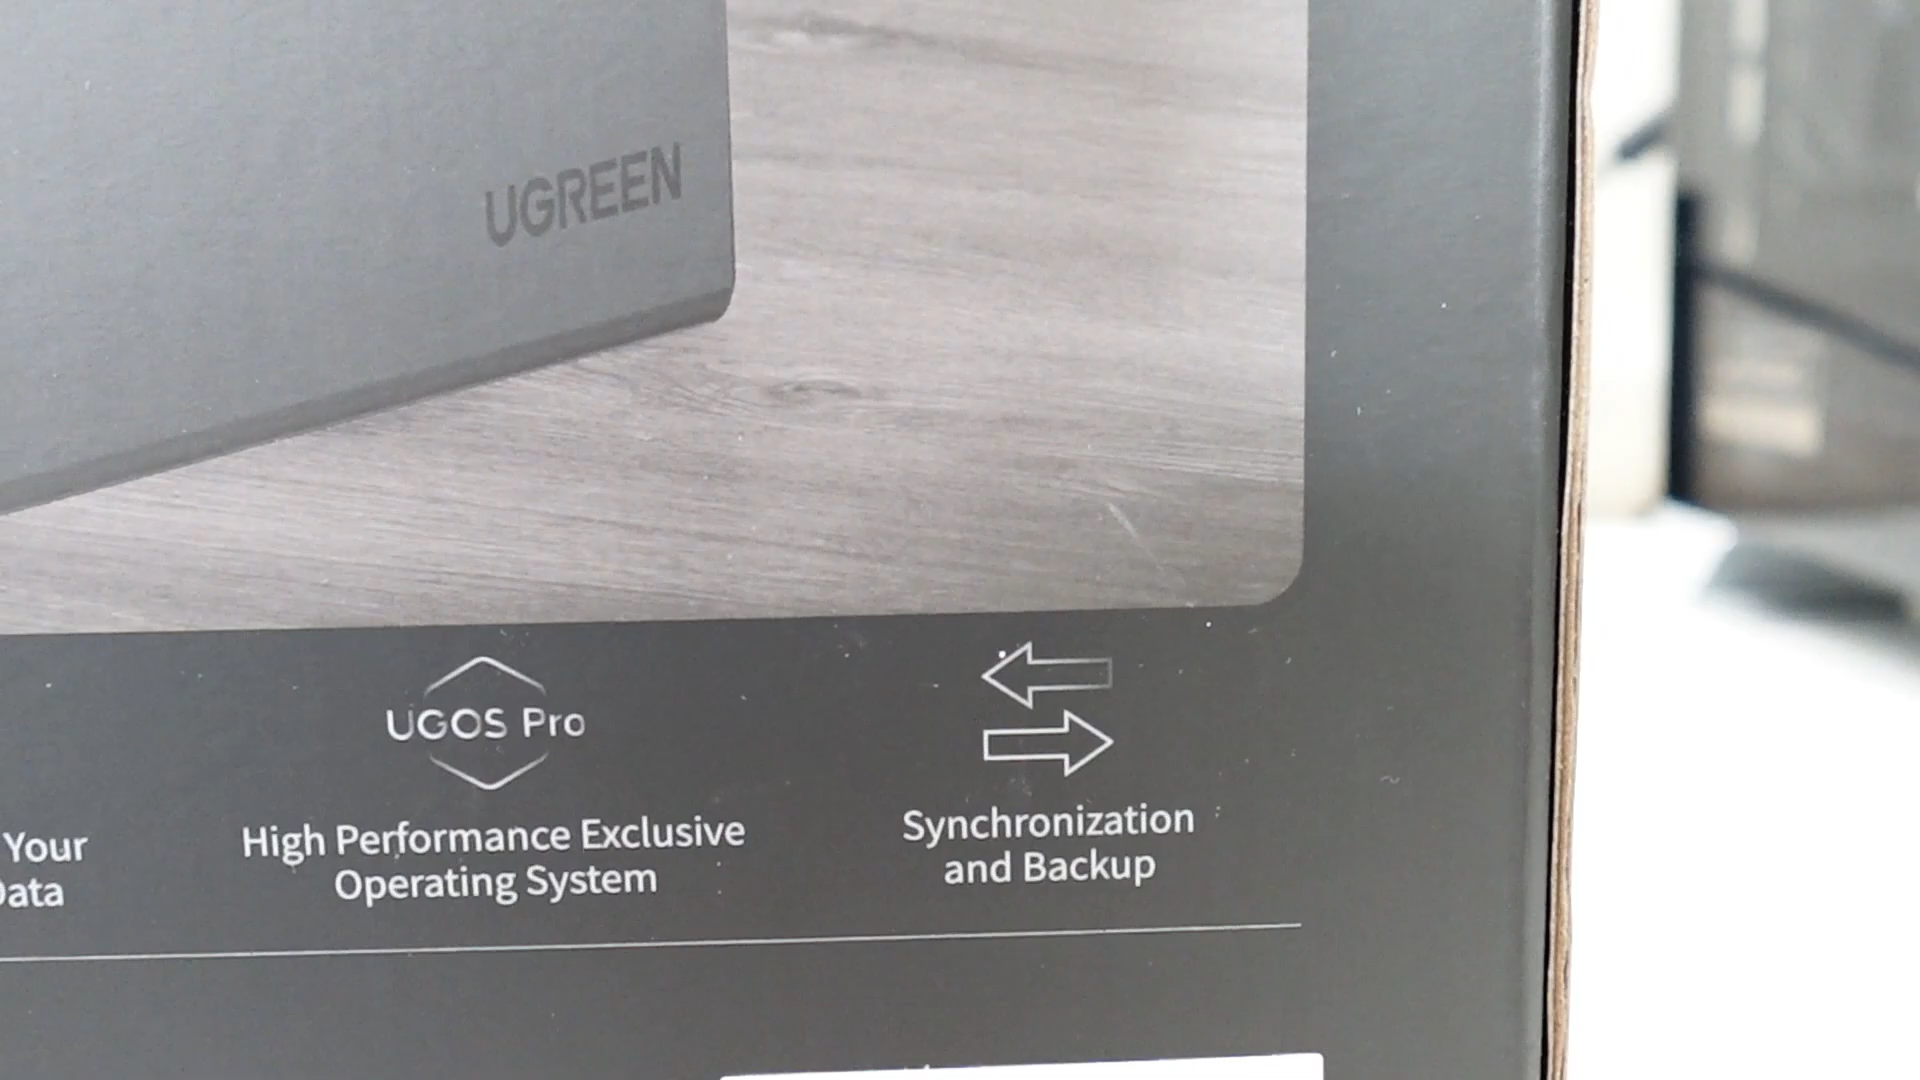 UGREEN
UGOS Pro
Your
Data
High Performance Exclusive
Operating System
Synchronization
and Backup